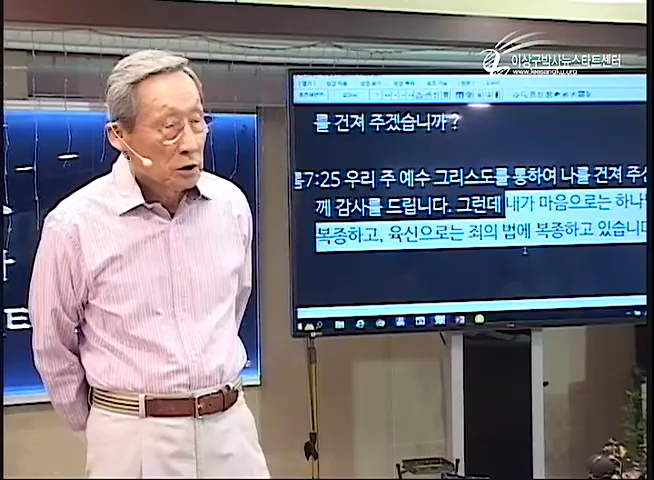 이상구박사뉴스타트센터
www.leesangku.org
를 건져 주겠습니까?
롬7:25 우리 주 예수 그리스도를 통하여 나를 건져 주신
께 감사를 드립니다. 그런데 내가 마음으로는 하나
복종하고, 육신으로는 죄의 법에 복종하고 있습니다